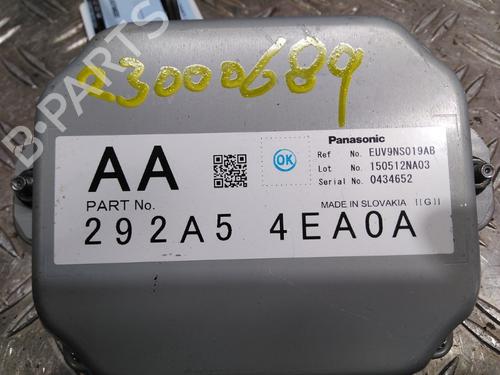 B-PARTS
23000689
AA
PART No.
292A5 4EA0A
OK
Panasonic
Ref No. EUV9NS019AB
Lot No. 150512NA03
Serial No. 0434652
MADE IN SLOVAKIA IIGII